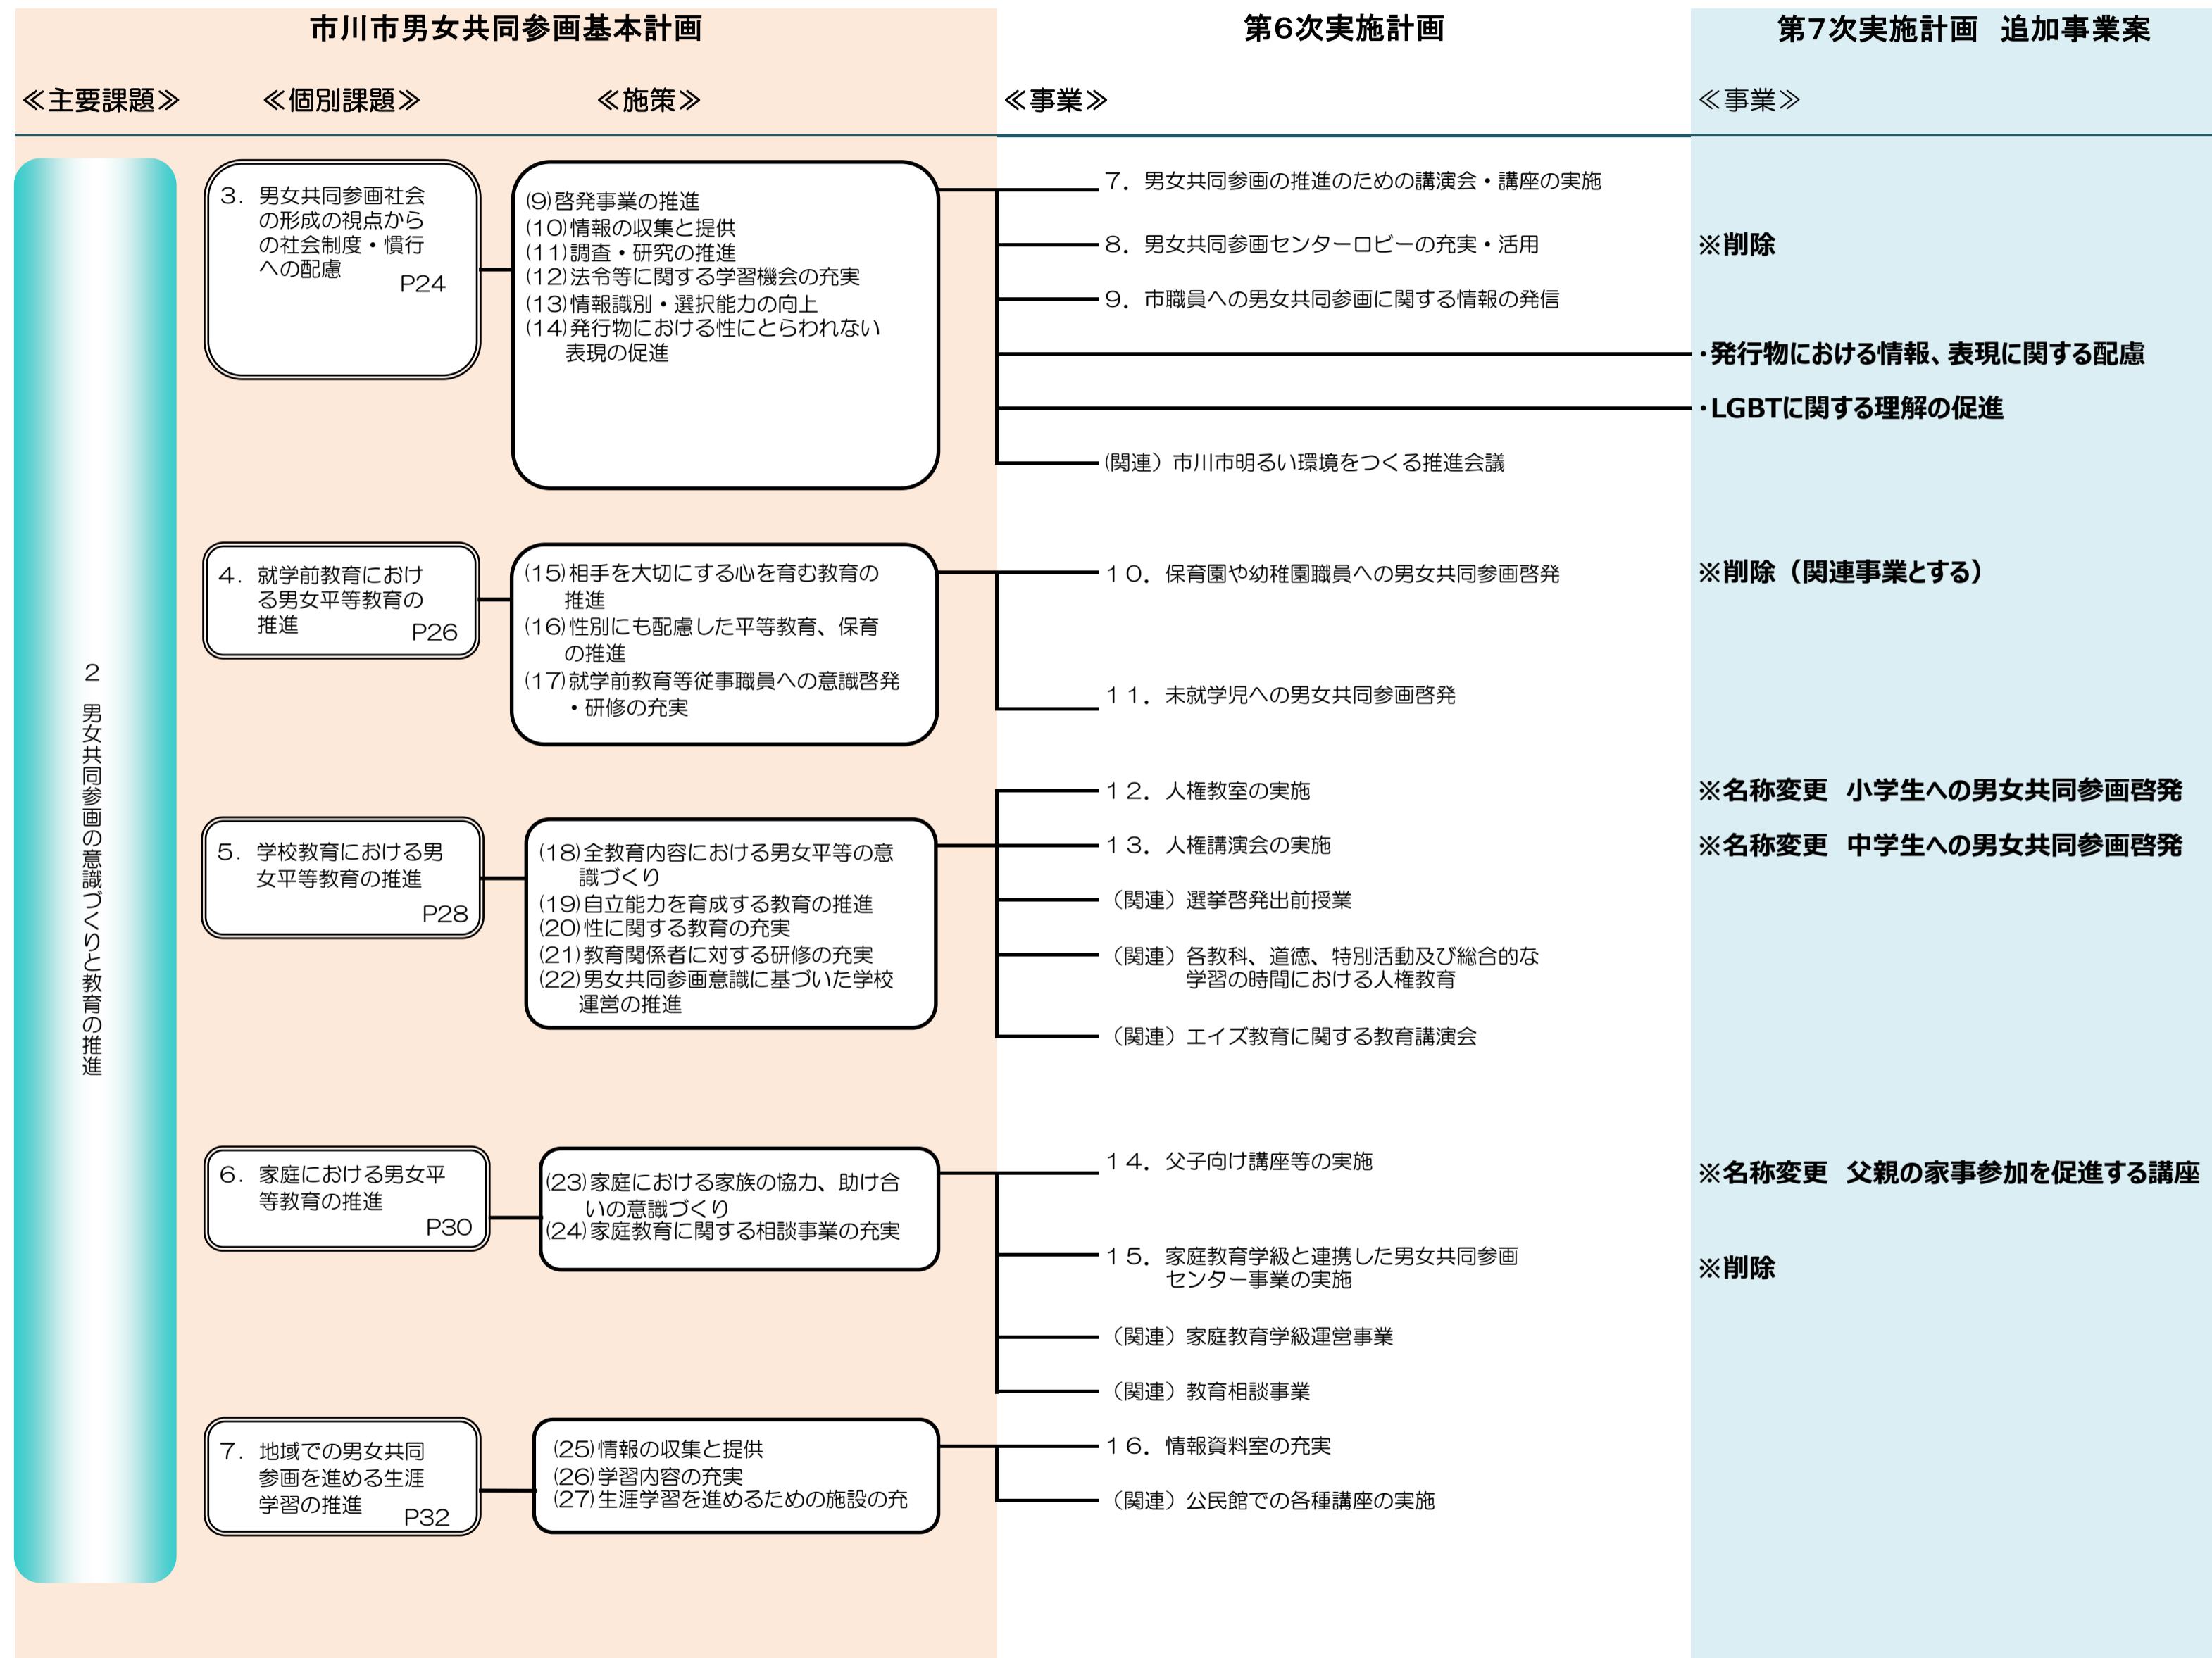 市川市男女共同参画基本計画
第6次実施計画
第7次実施計画　追加事業案
≪主要課題≫
≪個別課題≫
≪施策≫
≪事業≫
≪事業≫
２　男女共同参画の意識づくりと教育の推進
３．男女共同参画社会
の形成の視点から
の社会制度・慣行
への配慮
P24
(9)啓発事業の推進
(10)情報の収集と提供
(11)調査・研究の推進
(12)法令等に関する学習機会の充実
(13)情報識別・選択能力の向上
(14)発行物における性にとらわれない
表現の促進
７．男女共同参画の推進のための講演会・講座の実施
８．男女共同参画センターロビーの充実・活用
※削除
９．市職員への男女共同参画に関する情報の発信
・発行物における情報、表現に関する配慮
・LGBTに関する理解の促進
(関連）市川市明るい環境をつくる推進会議
４．就学前教育におけ
る男女平等教育の
推進
P26
(15)相手を大切にする心を育む教育の
推進
(16)性別にも配慮した平等教育、保育
の推進
(17)就学前教育等従事職員への意識啓発
・研修の充実
１０．保育園や幼稚園職員への男女共同参画啓発
※削除（関連事業とする）
１１．未就学児への男女共同参画啓発
５．学校教育における男
女平等教育の推進
P28
(18)全教育内容における男女平等の意
識づくり
(19)自立能力を育成する教育の推進
(20)性に関する教育の充実
(21)教育関係者に対する研修の充実
(22)男女共同参画意識に基づいた学校
運営の推進
１２．人権教室の実施
※名称変更　小学生への男女共同参画啓発
１３．人権講演会の実施
※名称変更　中学生への男女共同参画啓発
（関連）選挙啓発出前授業
（関連）各教科、道徳、特別活動及び総合的な
学習の時間における人権教育
（関連）エイズ教育に関する教育講演会
６．家庭における男女平
等教育の推進
P30
(23)家庭における家族の協力、助け合
いの意識づくり
(24)家庭教育に関する相談事業の充実
１４．父子向け講座等の実施
※名称変更　父親の家事参加を促進する講座
１５．家庭教育学級と連携した男女共同参画
センター事業の実施
※削除
（関連）家庭教育学級運営事業
（関連）教育相談事業
７．地域での男女共同
参画を進める生涯
学習の推進
P32
(25)情報の収集と提供
(26)学習内容の充実
(27)生涯学習を進めるための施設の充
１６．情報資料室の充実
（関連）公民館での各種講座の実施